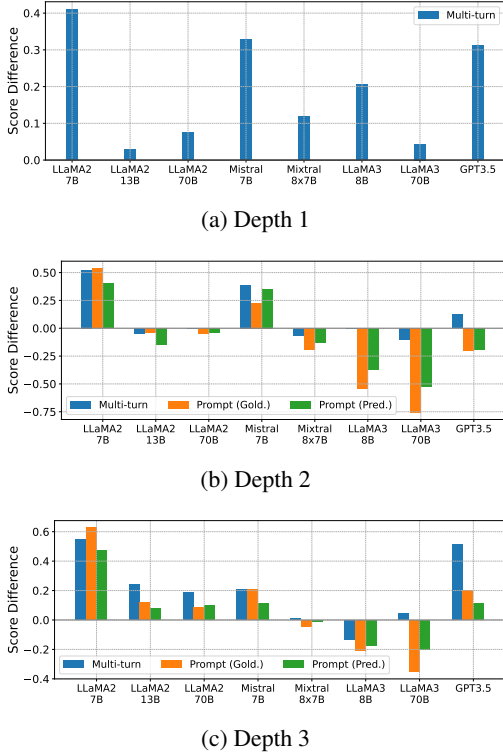 0.4
0.3
0.2
0.1
0.0
Score Difference
Multi-turn
LLaMA2 LLaMA2 LLaMA2 Mistral Mixtral LLaMA3 LLaMA3 GPT3.5
7B 13B 70B 7B 8x7B 8B 70B
(a) Depth 1
0.50
0.25
0.00
−0.25
−0.50
−0.75
Score Difference
Multi-turn Prompt (Gold.) Prompt (Pred.)
LLaMA2 LLaMA2 LLaMA2 Mistral Mixtral LLaMA3 LLaMA3 GPT3.5
7B 13B 70B 7B 8x7B 8B 70B
(b) Depth 2
0.6
0.4
0.2
0.0
−0.2
−0.4
Score Difference
Multi-turn Prompt (Gold.) Prompt (Pred.)
LLaMA2 LLaMA2 LLaMA2 Mistral Mixtral LLaMA3 LLaMA3 GPT3.5
7B 13B 70B 7B 8x7B 8B 70B
(c) Depth 3